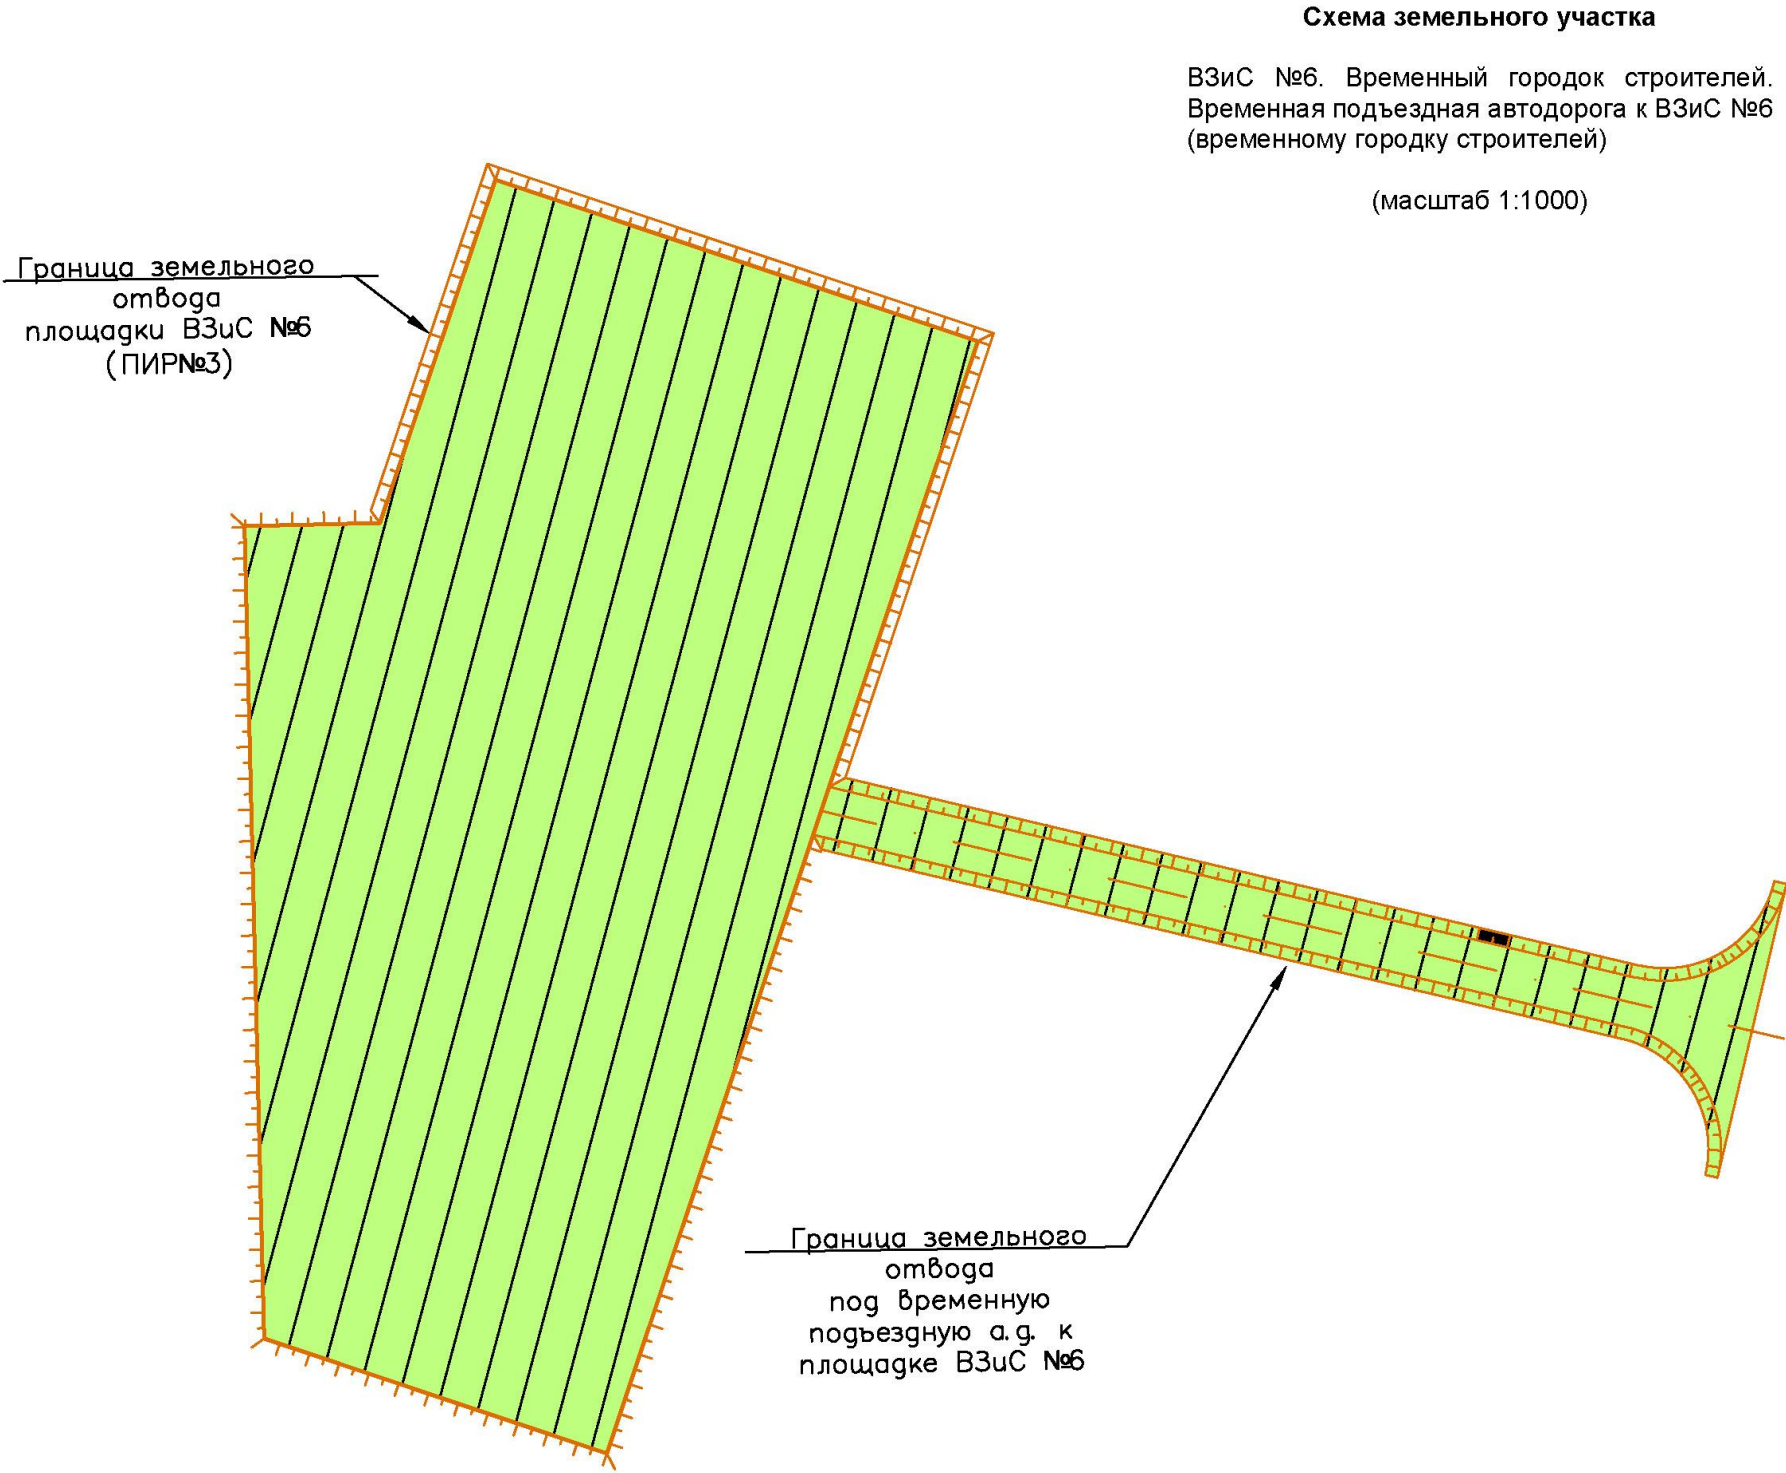 Схема земельного участка
ВЗиС №6. Временный городок строителей.
Временная подъездная автодорога к ВЗиС №6
(временному городку строителей)
(масштаб 1:1000)
Граница земельного
отвода
площадки ВЗиС №6
(ПИР№3)
Граница земельного
отвода
под временную
подъездную а.д. к
площадке ВЗиС №6